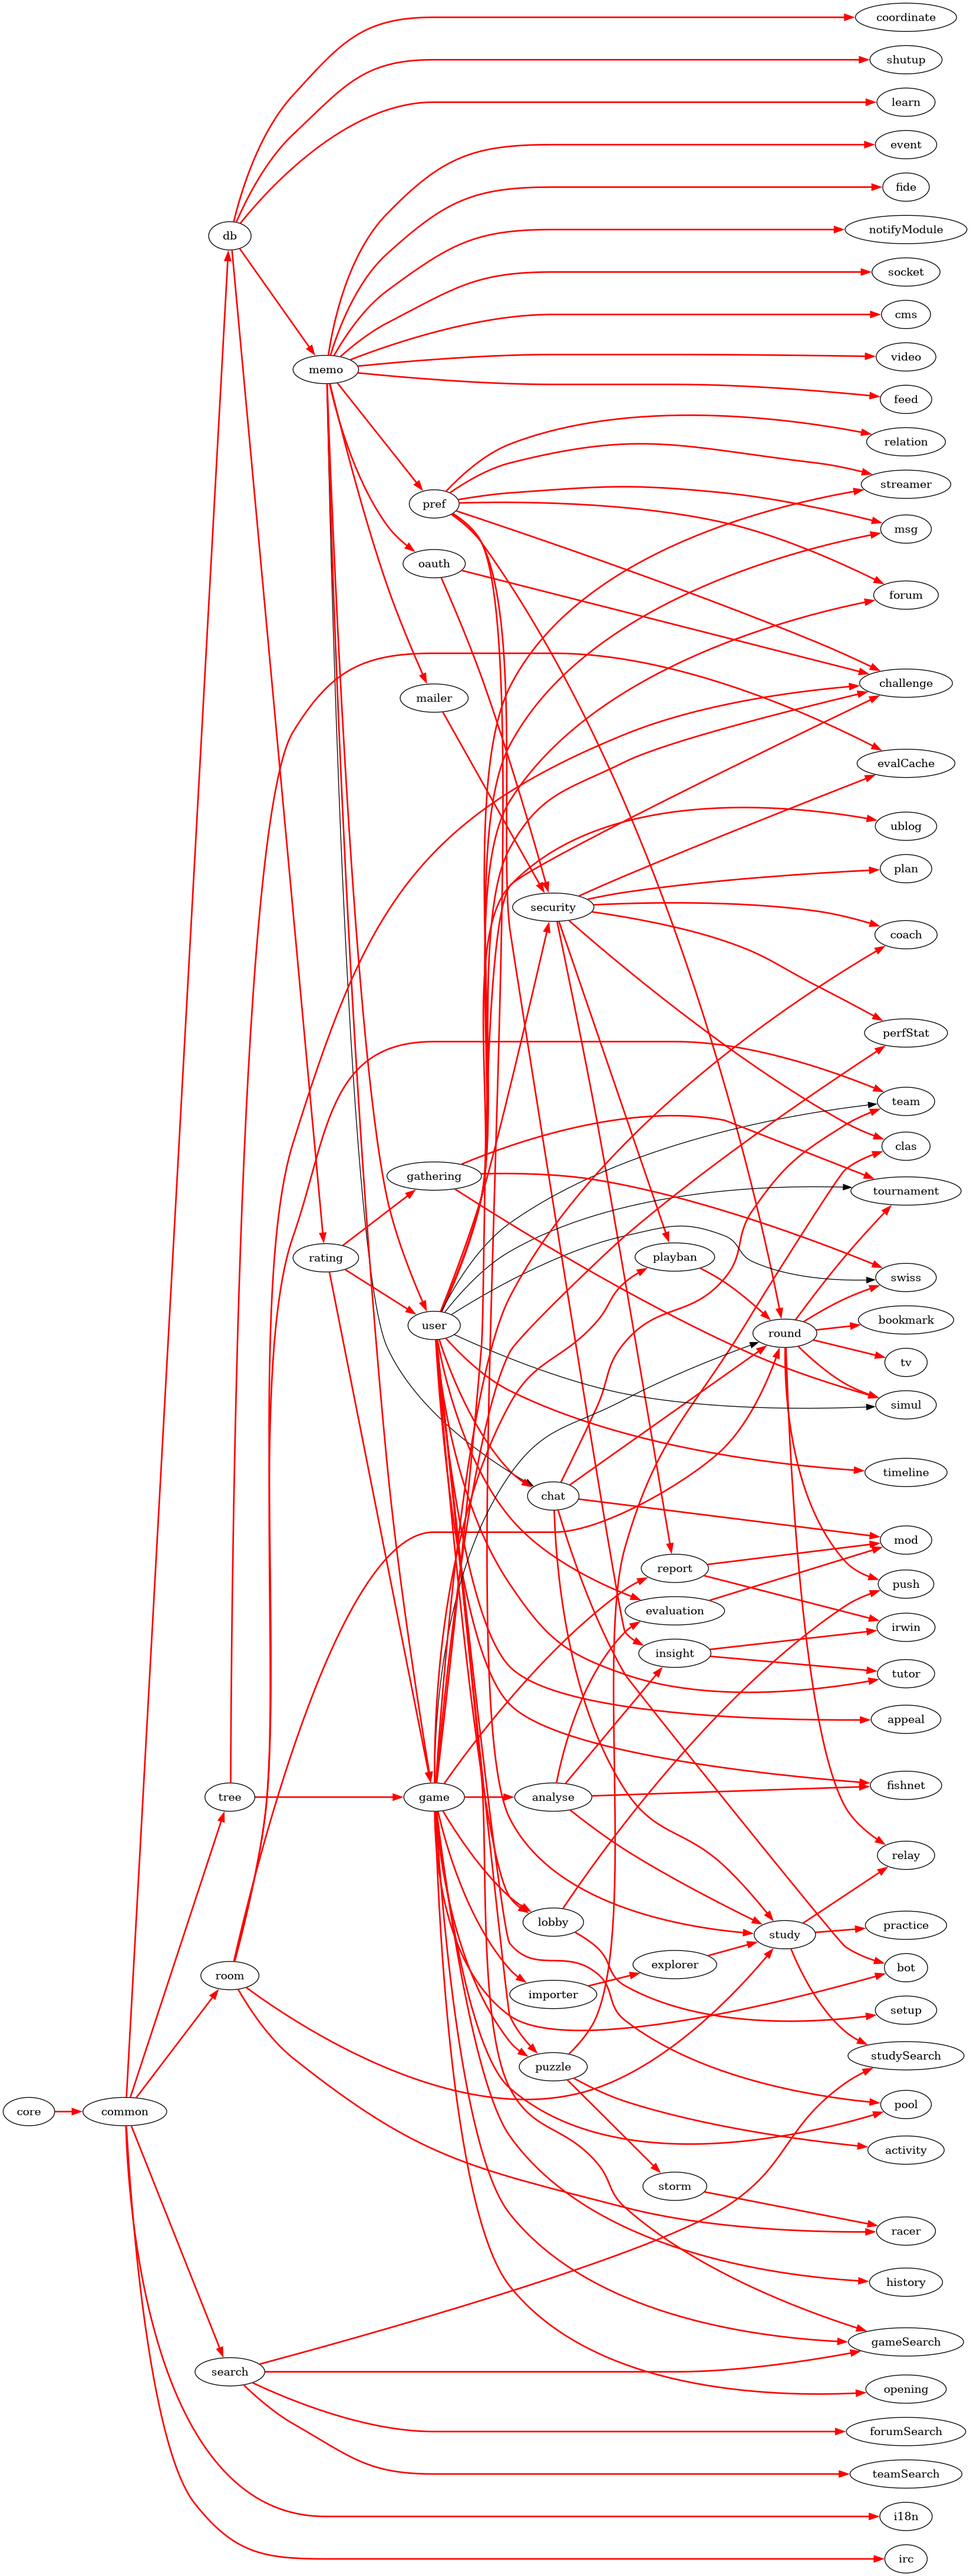 coordinate
shutup
learn
event
fide
notifyModule
db
socket
cms
video
memo
feed
relation
streamer
pref
msg
oauth
forum
challenge
mailer
evalCache
ublog
plan
security
coach
perfStat
team
clas
gathering
tournament
rating
playban
swiss
bookmark
user
round
tv
simul
timeline
chat
mod
report
push
evaluation
irwin
insight
tutor
appeal
fishnet
tree
game
analyse
relay
lobby
practice
study
explorer
bot
room
importer
setup
studySearch
puzzle
pool
core
common
activity
storm
racer
history
gameSearch
search
opening
forumSearch
teamSearch
i18n
irc